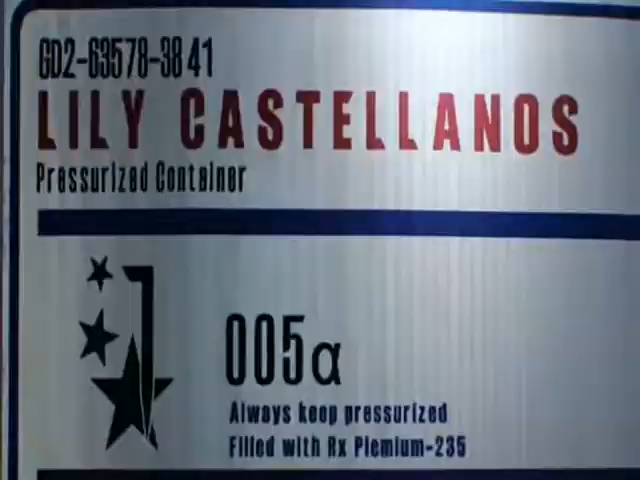 GD2-63578-38 41
LILY CASTELLANOS
Pressurized Container
005α
Always keep pressurized
Filled with Rx Plemium-235